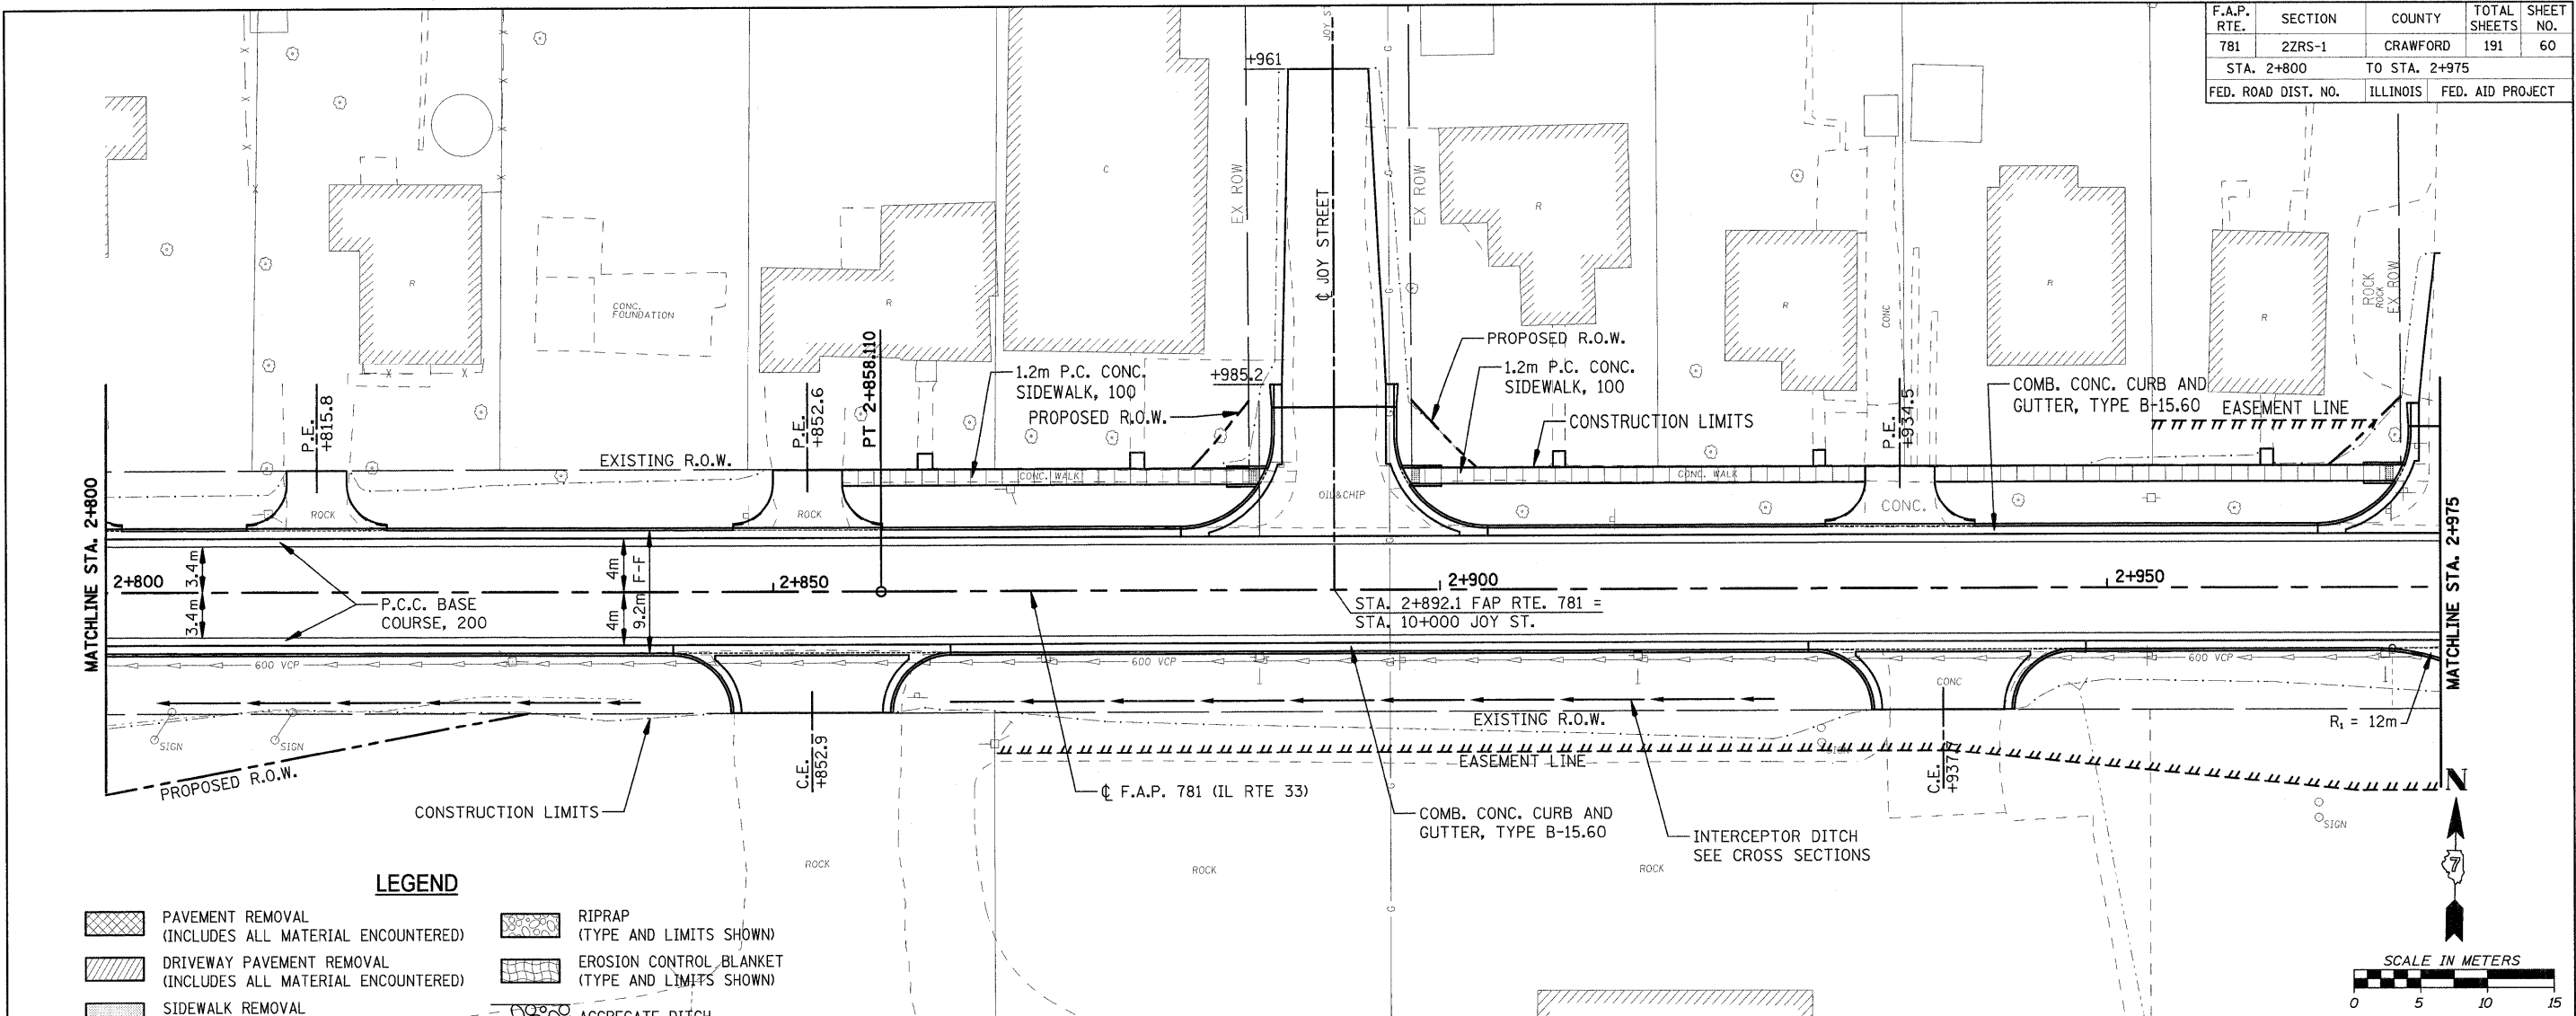 F.A.P. RTE. SECTION COUNTY TOTAL SHEETS SHEET NO.
781 2ZRS-1 CRAWFORD 191 60
STA. 2+800 TO STA. 2+975
FED. ROAD DIST. NO. ILLINOIS FED. AID PROJECT
+961
C
EX ROW
EX ROW
℄ JOY STREET
R
R
CONC
R
R
R
R
ROCK
ROCK
EX ROW
CONC.
FOUNDATION
R
PT 2+858.110
P.E.
+815.8
P.E.
+852.6
1.2m P.C. CONC.
SIDEWALK, 100
PROPOSED R.O.W.
+985.2
PROPOSED R.O.W.
1.2m P.C. CONC.
SIDEWALK, 100
CONSTRUCTION LIMITS
P.E.
+934.5
COMB. CONC. CURB AND
GUTTER, TYPE B-15.60
EASEMENT LINE
EXISTING R.O.W.
CONC. WALK
CONC. WALK
OIL&CHIP
ROCK
ROCK
CONC.
MATCHLINE STA. 2+800
MATCHLINE STA. 2+975
3.4m
3.4m
4m
4m
9.2m F-F
2+800
2+850
2+900
2+950
P.C.C. BASE
COURSE, 200
STA. 2+892.1 FAP RTE. 781 =
STA. 10+000 JOY ST.
600 VCP
600 VCP
600 VCP
CONC
SIGN
SIGN
PROPOSED R.O.W.
C.E.
+852.9
EXISTING R.O.W.
EASEMENT LINE
C.E.
+937.7
R₁ = 12m
N
CONSTRUCTION LIMITS
℄ F.A.P. 781 (IL RTE 33)
COMB. CONC. CURB AND
GUTTER, TYPE B-15.60
INTERCEPTOR DITCH
SEE CROSS SECTIONS
SIGN
ROCK
ROCK
ROCK
7
LEGEND
PAVEMENT REMOVAL
(INCLUDES ALL MATERIAL ENCOUNTERED)
RIPRAP
(TYPE AND LIMITS SHOWN)
DRIVEWAY PAVEMENT REMOVAL
(INCLUDES ALL MATERIAL ENCOUNTERED)
EROSION CONTROL BLANKET
(TYPE AND LIMITS SHOWN)
SIDEWALK REMOVAL
AGGREGATE DITCH
SCALE IN METERS
0 5 10 15